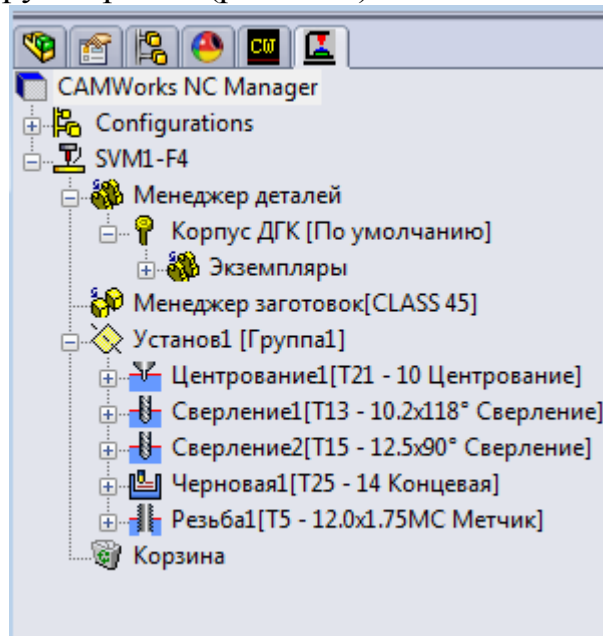 CW
CAMWorks NC Manager
Configurations
SVM1-F4
Менеджер деталей
Корпус ДГК [По умолчанию]
Экземпляры
Менеджер заготовок[CLASS 45]
Установ1 [Группа1]
Центрование1[T21 - 10 Центрование]
Сверление1[T13 - 10.2x118° Сверление]
Сверление2[T15 - 12.5x90° Сверление]
Черновая1[T25 - 14 Концевая]
Резьба1[T5 - 12.0x1.75МС Метчик]
Корзина